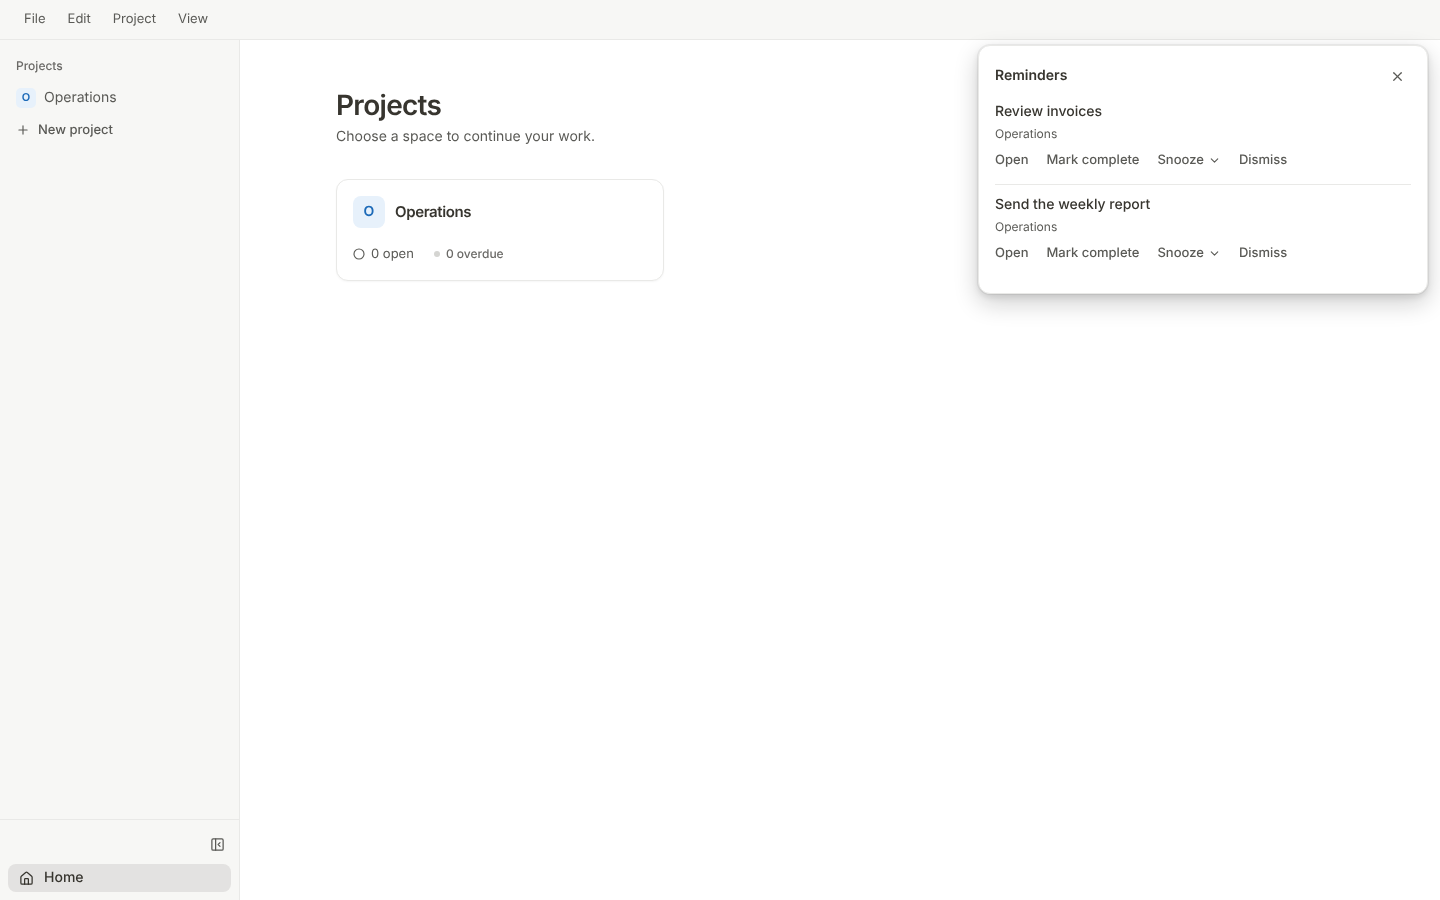 File Edit Project View
Projects
O Operations
New project
Home
Projects
Choose a space to continue your work.
O Operations
0 open 0 overdue
Reminders
Review invoices
Operations
Open Mark complete Snooze Dismiss
Send the weekly report
Operations
Open Mark complete Snooze Dismiss